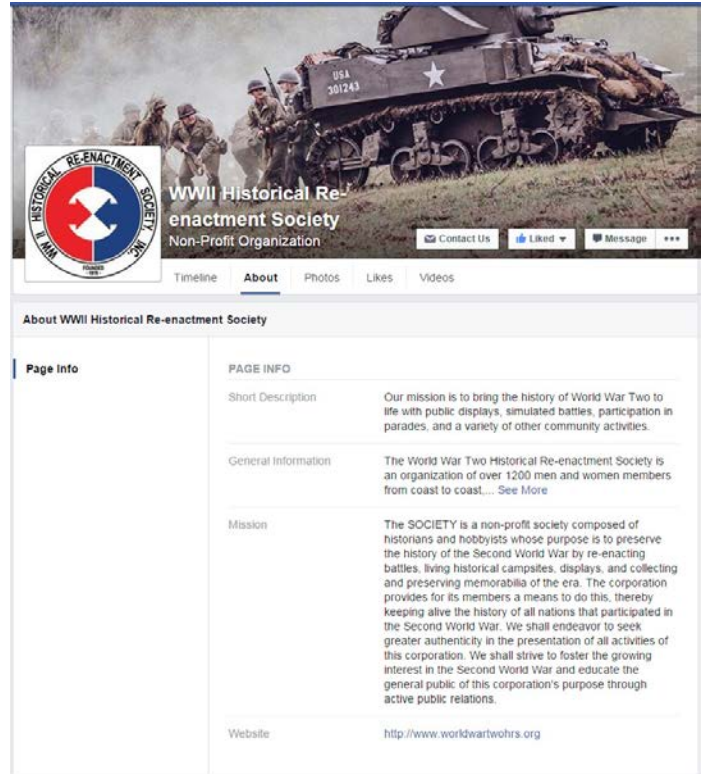 USA
301243
WW II HISTORICAL RE-ENACTMENT SOCIETY INC.
FOUNDED
- 1975 -
WWII Historical Re-
enactment Society
Non-Profit Organization
Contact Us
Liked
Message
Timeline
About
Photos
Likes
Videos
About WWII Historical Re-enactment Society
Page Info
PAGE INFO
Short Description
Our mission is to bring the history of World War Two to
life with public displays, simulated battles, participation in
parades, and a variety of other community activities.
General Information
The World War Two Historical Re-enactment Society is
an organization of over 1200 men and women members
from coast to coast,... See More
Mission
The SOCIETY is a non-profit society composed of
historians and hobbyists whose purpose is to preserve
the history of the Second World War by re-enacting
battles, living historical campsites, displays, and collecting
and preserving memorabilia of the era. The corporation
provides for its members a means to do this, thereby
keeping alive the history of all nations that participated in
the Second World War. We shall endeavor to seek
greater authenticity in the presentation of all activities of
this corporation. We shall strive to foster the growing
interest in the Second World War and educate the
general public of this corporation's purpose through
active public relations.
Website
http://www.worldwartwohrs.org